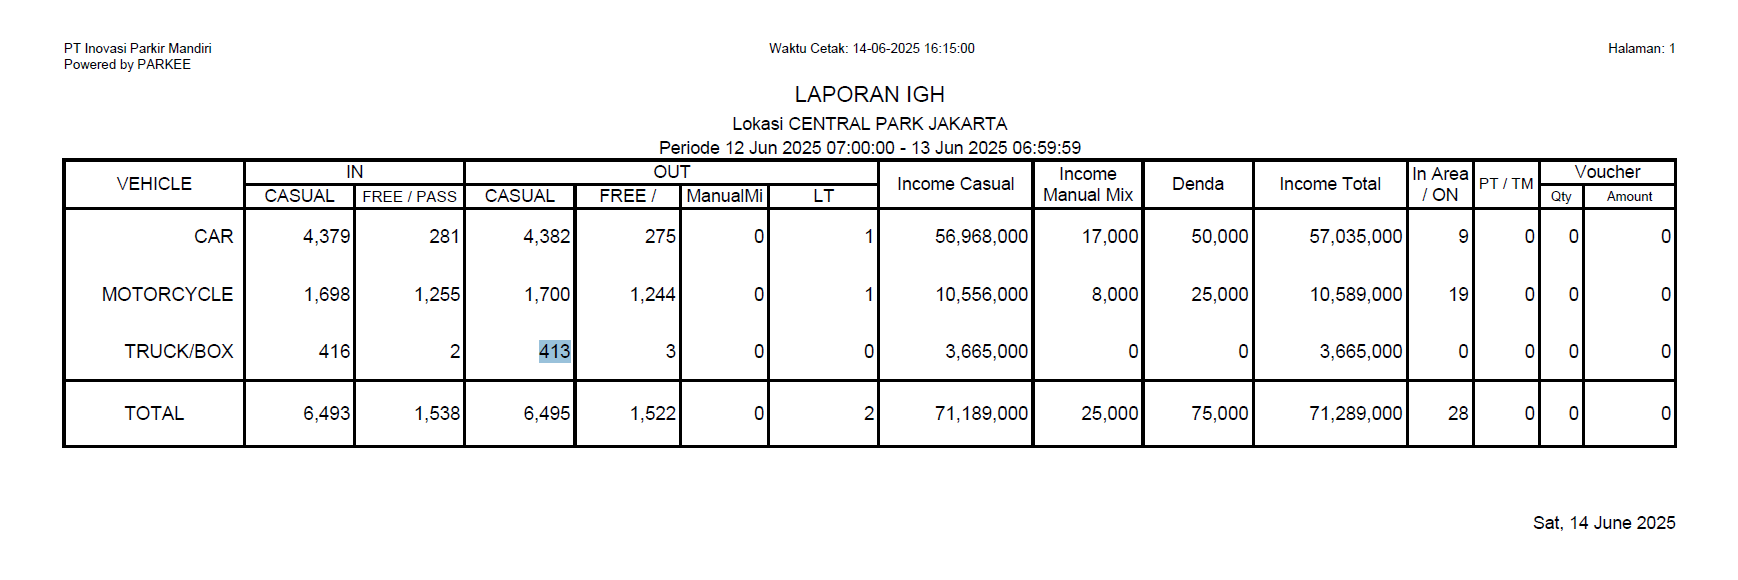 PT Inovasi Parkir Mandiri
Powered by PARKEE
Waktu Cetak: 14-06-2025 16:15:00
Halaman: 1
LAPORAN IGH
Lokasi CENTRAL PARK JAKARTA
Periode 12 Jun 2025 07:00:00 - 13 Jun 2025 06:59:59
VEHICLE IN OUT Income Casual Income Manual Mix Denda Income Total In Area / ON PT / TM Voucher
CASUAL FREE / PASS CASUAL FREE / ManualMi LT Qty Amount
CAR 4,379 281 4,382 275 0 1 56,968,000 17,000 50,000 57,035,000 9 0 0 0
MOTORCYCLE 1,698 1,255 1,700 1,244 0 1 10,556,000 8,000 25,000 10,589,000 19 0 0 0
TRUCK/BOX 416 2 413 3 0 0 3,665,000 0 0 3,665,000 0 0 0 0
TOTAL 6,493 1,538 6,495 1,522 0 2 71,189,000 25,000 75,000 71,289,000 28 0 0 0
Sat, 14 June 2025